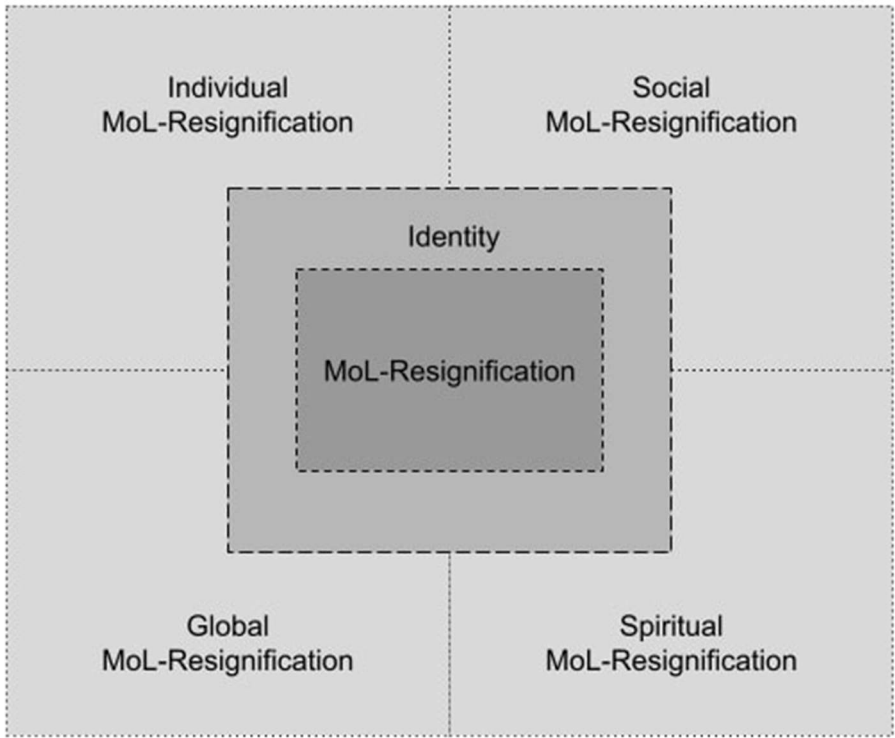 Individual
MoL-Resignification
Social
MoL-Resignification
Identity
MoL-Resignification
Global
MoL-Resignification
Spiritual
MoL-Resignification